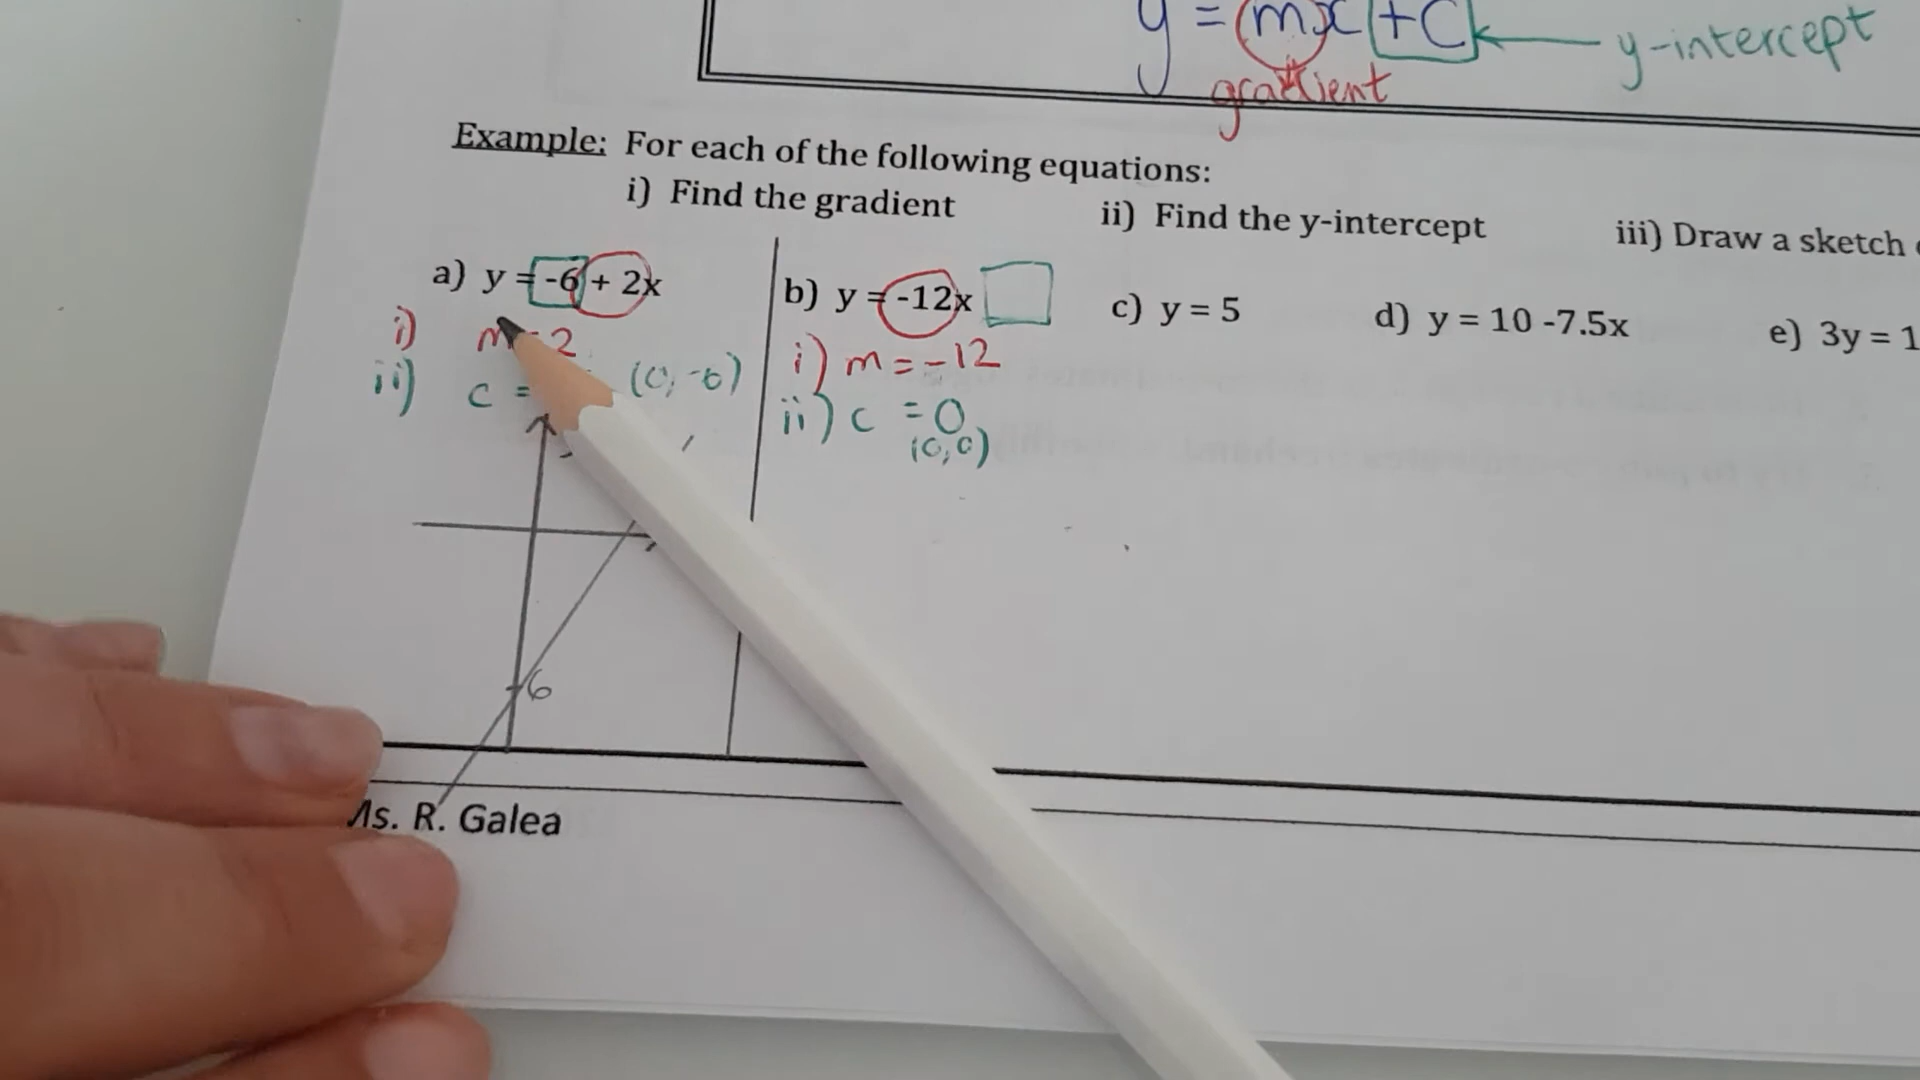 y = mx + C ← y-intercept
gradient
Example: For each of the following equations:
i) Find the gradient ii) Find the y-intercept iii) Draw a sketch
a) y = -6 + 2x b) y = -12x c) y = 5 d) y = 10 -7.5x e) 3y = 1
i) m = 2 i) m = -12
ii) c = (0, -6) ii) c = 0
(0, 0)
-6
Ms. R. Galea